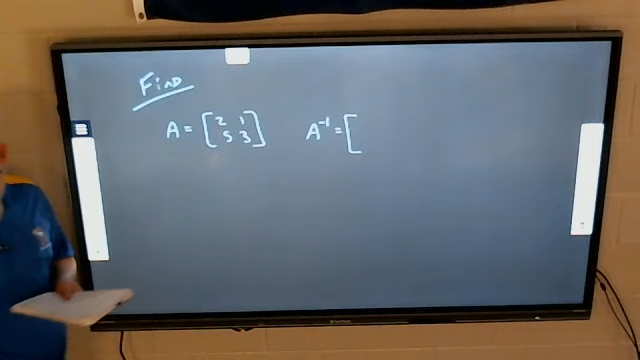 Find
A = [2 1
5 3] A⁻¹ = [